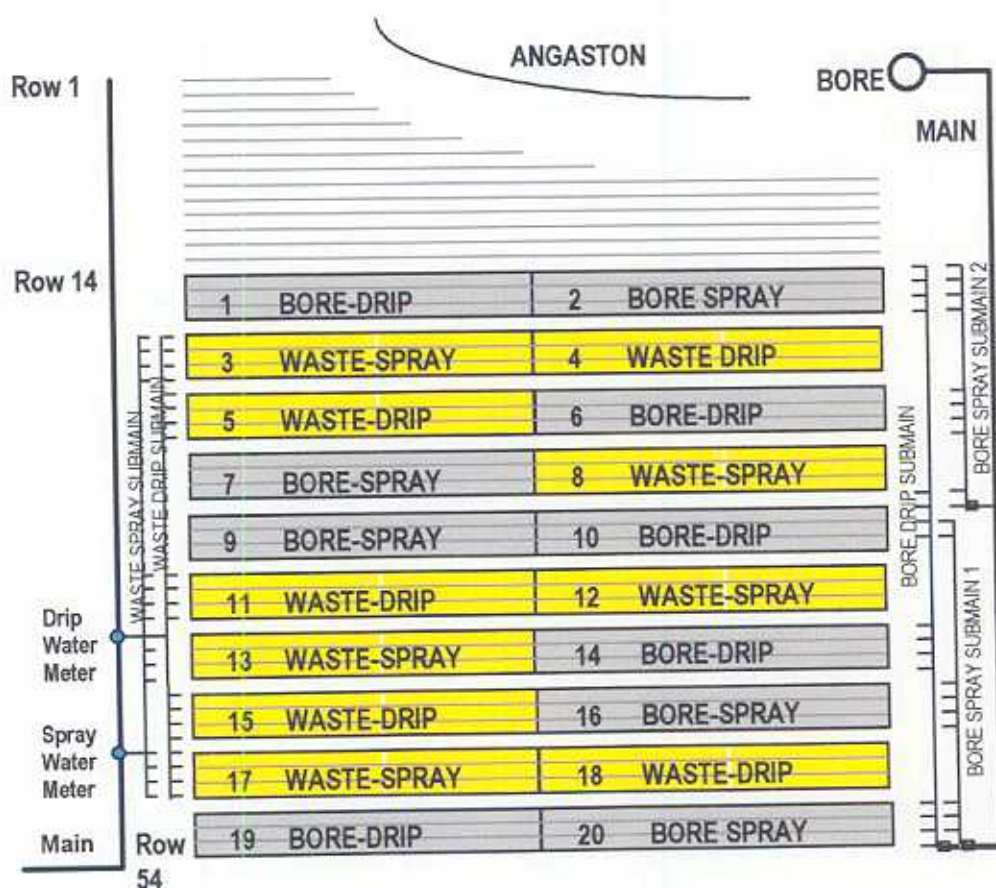 ANGASTON
BORE
MAIN
Row 1
Row 14
1 BORE-DRIP
2 BORE SPRAY
3 WASTE-SPRAY
4 WASTE DRIP
5 WASTE-DRIP
6 BORE-DRIP
7 BORE-SPRAY
8 WASTE-SPRAY
9 BORE-SPRAY
10 BORE-DRIP
11 WASTE-DRIP
12 WASTE-SPRAY
13 WASTE-SPRAY
14 BORE-DRIP
15 WASTE-DRIP
16 BORE-SPRAY
17 WASTE-SPRAY
18 WASTE-DRIP
19 BORE-DRIP
20 BORE SPRAY
WASTE SPRAY SUBMAIN
WASTE DRIP SUBMAIN
BORE DRIP SUBMAIN
BORE SPRAY SUBMAIN 2
BORE SPRAY SUBMAIN 1
Drip
Water
Meter
Spray
Water
Meter
Main
Row
54